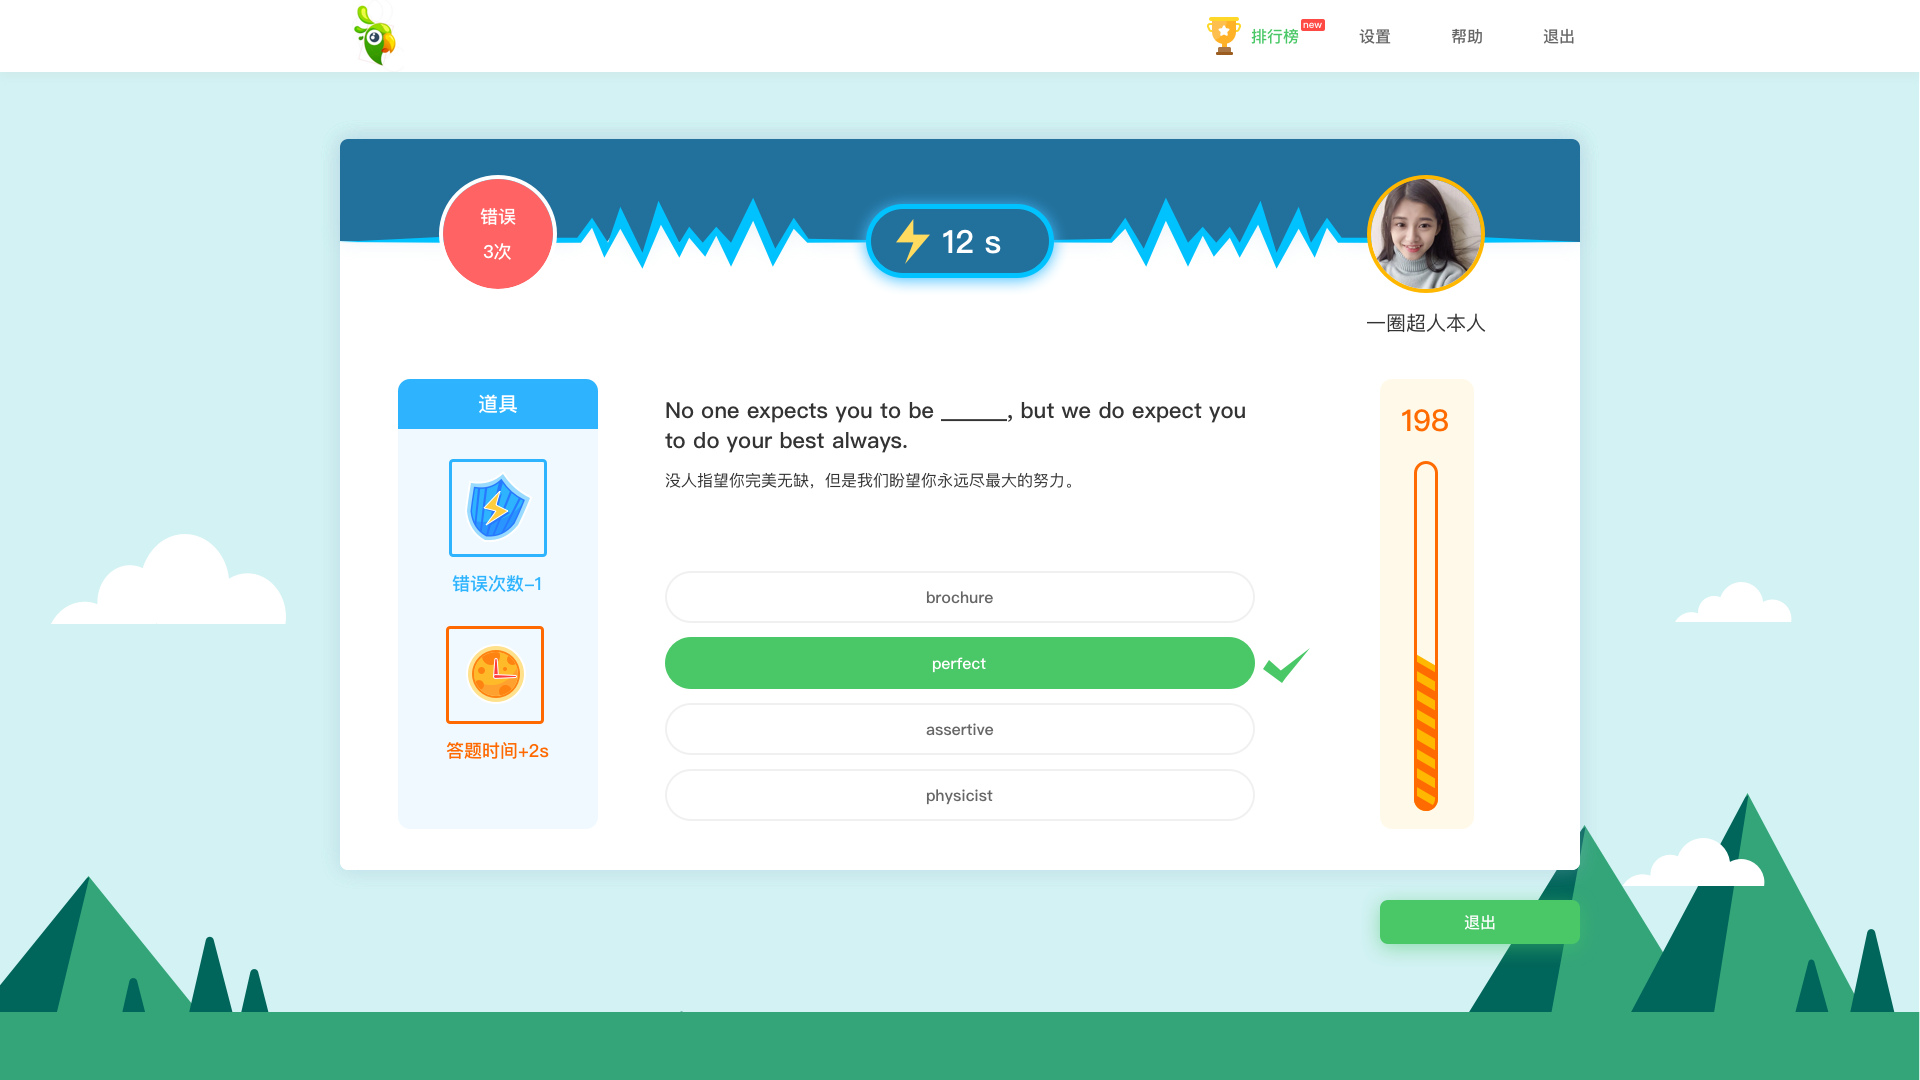 排行榜
new
设置
帮助
退出
错误
3次
12 s
一圈超人本人
道具
错误次数-1
答题时间+2s
No one expects you to be ______, but we do expect you
to do your best always.
没人指望你完美无缺，但是我们盼望你永远尽最大的努力。
brochure
perfect
assertive
physicist
198
退出